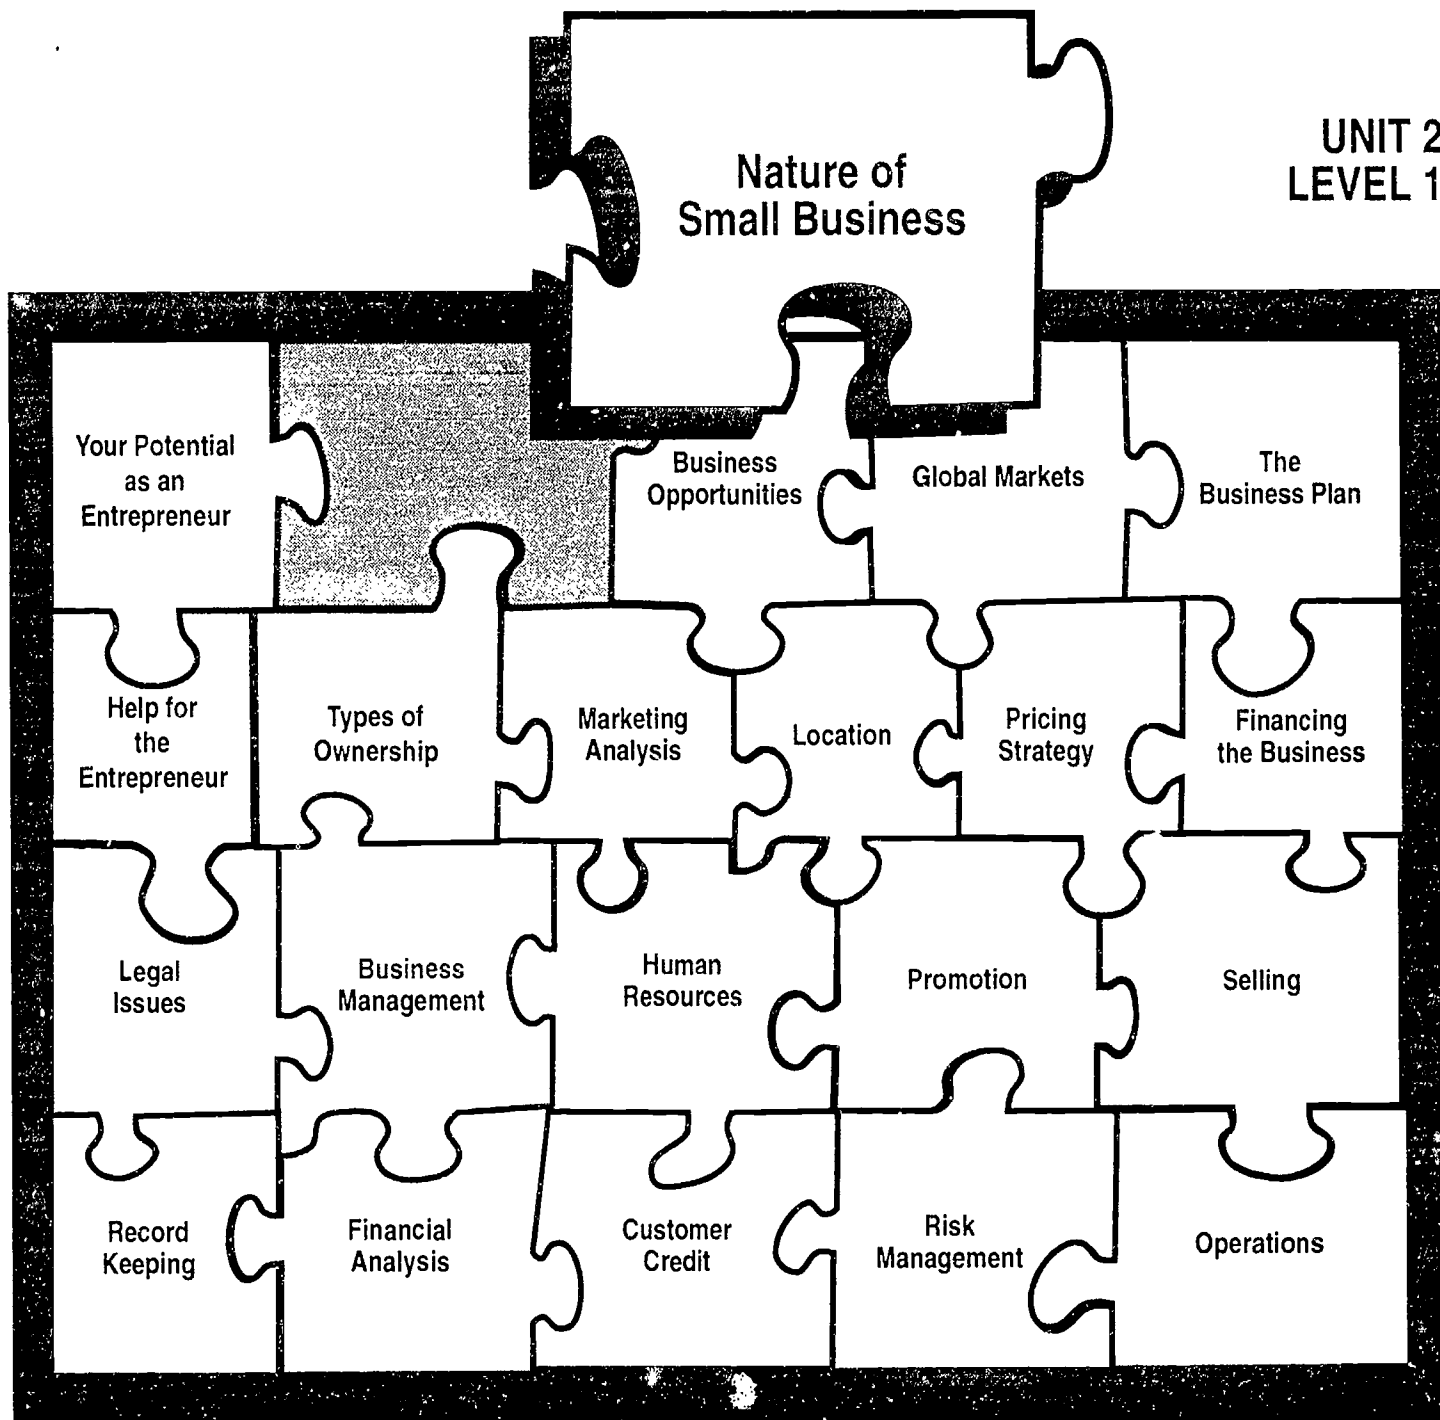 UNIT 2
LEVEL 1
Nature of
Small Business
Your Potential
as an
Entrepreneur
Business
Opportunities
Global Markets
The
Business Plan
Help for
the
Entrepreneur
Types of
Ownership
Marketing
Analysis
Location
Pricing
Strategy
Financing
the Business
Legal
Issues
Business
Management
Human
Resources
Promotion
Selling
Record
Keeping
Financial
Analysis
Customer
Credit
Risk
Management
Operations